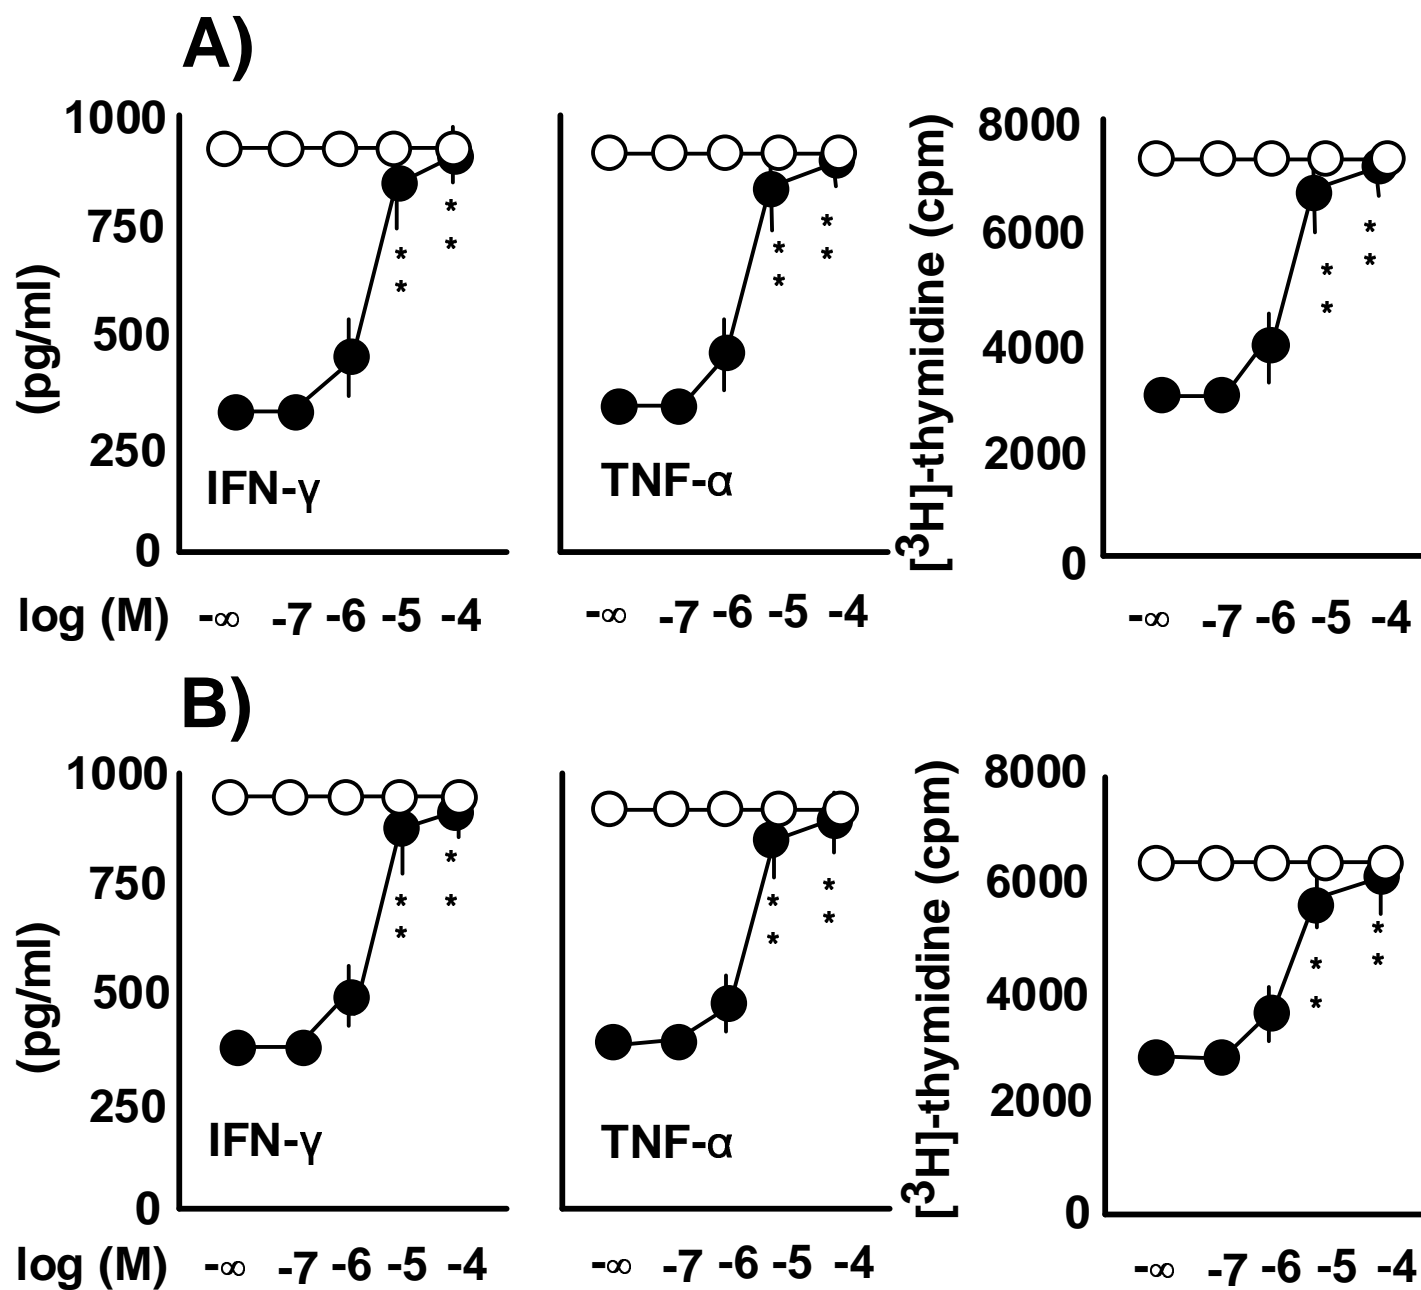 A)
1000
750
500
250
0
(pg/ml)
IFN-γ
TNF-α
[³H]-thymidine (cpm)
8000
6000
4000
2000
0
* *
* *
* *
* *
* *
* *
log (M) -∞ -7 -6 -5 -4
-∞ -7 -6 -5 -4
-∞ -7 -6 -5 -4
B)
1000
750
500
250
0
(pg/ml)
IFN-γ
TNF-α
[³H]-thymidine (cpm)
8000
6000
4000
2000
0
* *
* *
* *
* *
* *
* *
log (M) -∞ -7 -6 -5 -4
-∞ -7 -6 -5 -4
-∞ -7 -6 -5 -4